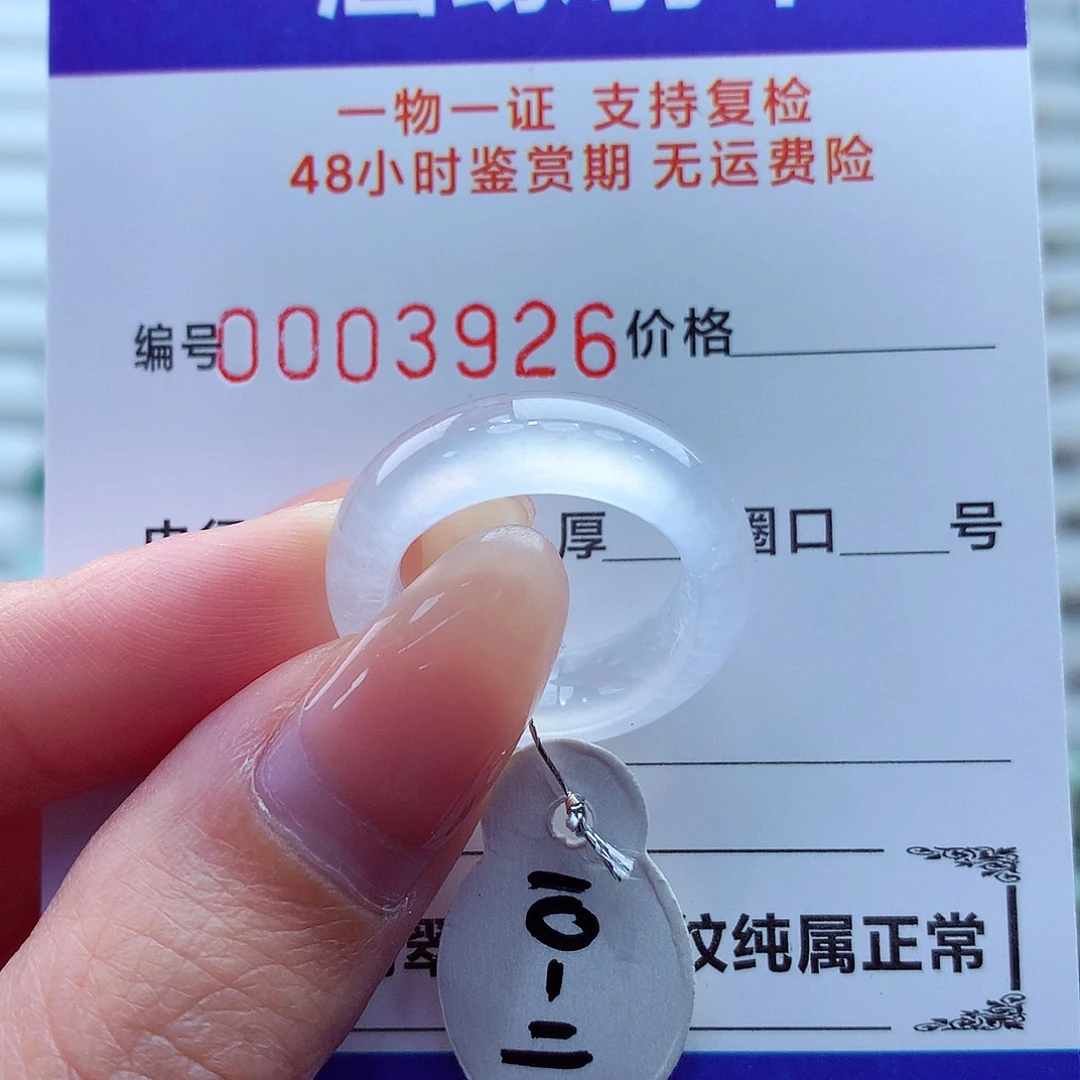 一物一证 支持复检
48小时鉴赏期 无运费险
编号0003926价格
厚 圈口 号
翠 纹纯属正常